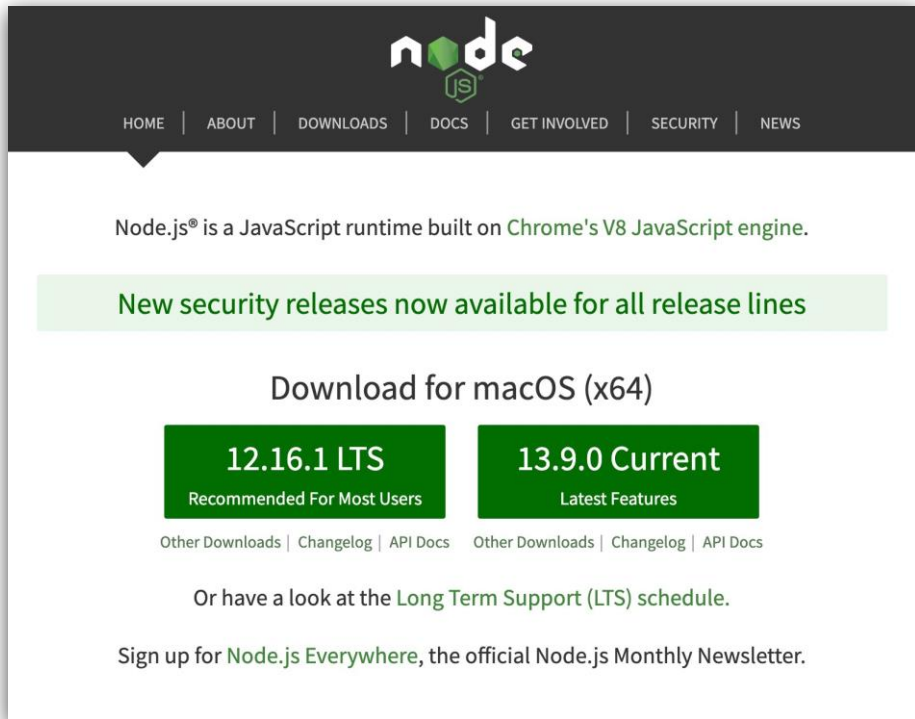 node
JS
HOME | ABOUT | DOWNLOADS | DOCS | GET INVOLVED | SECURITY | NEWS
Node.js® is a JavaScript runtime built on Chrome's V8 JavaScript engine.
New security releases now available for all release lines
Download for macOS (x64)
12.16.1 LTS
Recommended For Most Users
13.9.0 Current
Latest Features
Other Downloads | Changelog | API Docs
Other Downloads | Changelog | API Docs
Or have a look at the Long Term Support (LTS) schedule.
Sign up for Node.js Everywhere, the official Node.js Monthly Newsletter.